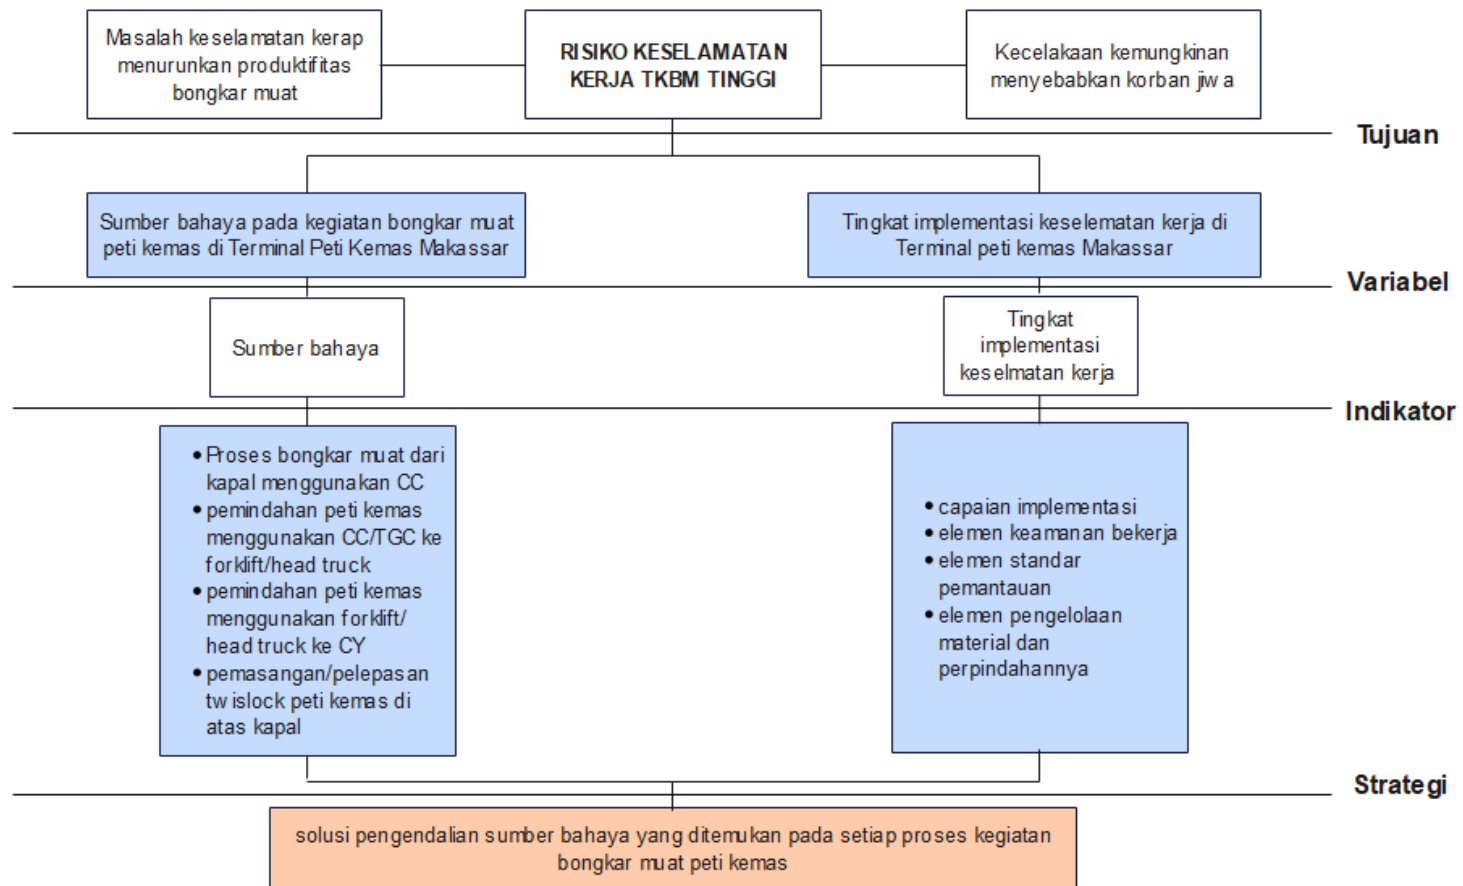 Masalah keselamatan kerap
menurunkan produktifitas
bongkar muat
RISIKO KESELAMATAN
KERJA TKBM TINGGI
Kecelakaan kemungkinan
menyebabkan korban jiwa
Tujuan
Sumber bahaya pada kegiatan bongkar muat
peti kemas di Terminal Peti Kemas Makassar
Tingkat implementasi keselematan kerja di
Terminal peti kemas Makassar
Variabel
Sumber bahaya
Tingkat
implementasi
keselmatan kerja
Indikator
• Proses bongkar muat dari
kapal menggunakan CC
• pemindahan peti kemas
menggunakan CC/TGC ke
forklift/head truck
• pemindahan peti kemas
menggunakan forklift/
head truck ke CY
• pemasangan/pelepasan
twislock peti kemas di
atas kapal
• capaian implementasi
• elemen keamanan bekerja
• elemen standar
pemantauan
• elemen pengelolaan
material dan
perpindahannya
Strategi
solusi pengendalian sumber bahaya yang ditemukan pada setiap proses kegiatan
bongkar muat peti kemas